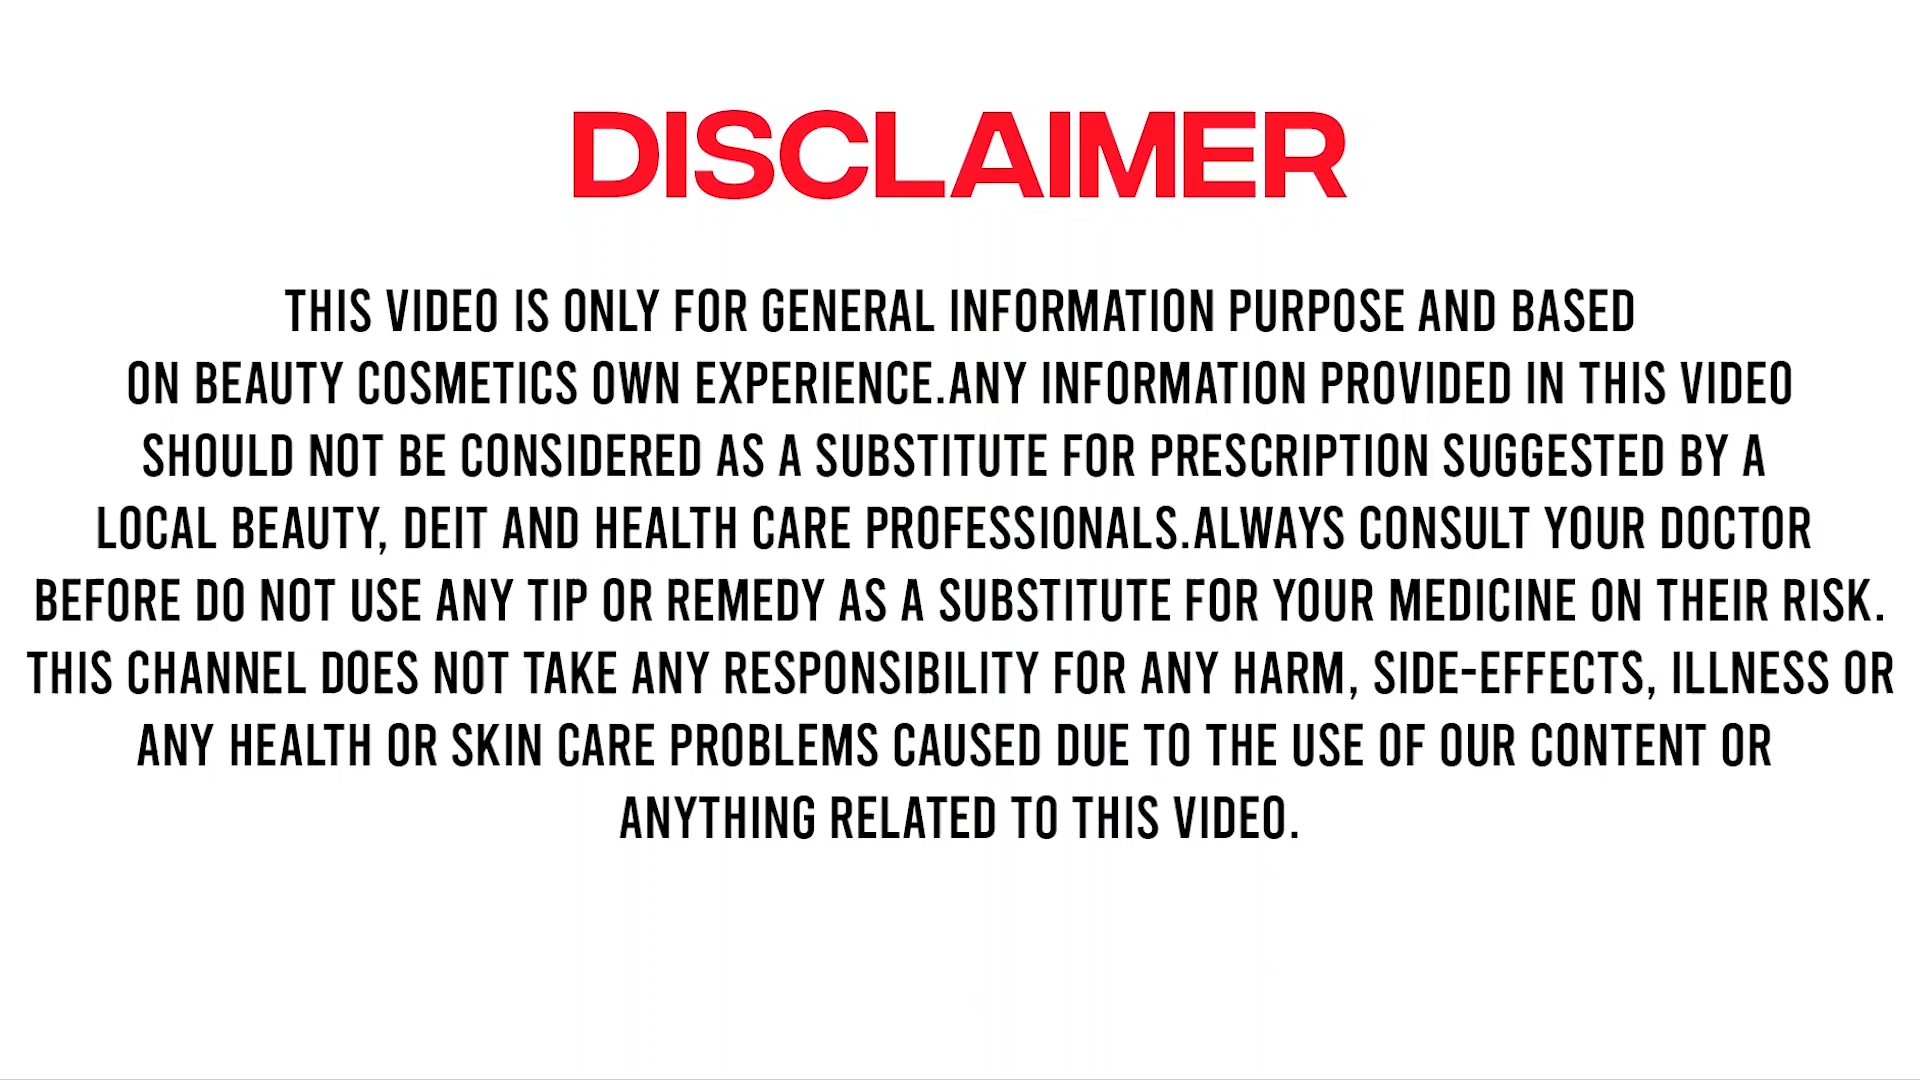 DISCLAIMER
THIS VIDEO IS ONLY FOR GENERAL INFORMATION PURPOSE AND BASED
ON BEAUTY COSMETICS OWN EXPERIENCE.ANY INFORMATION PROVIDED IN THIS VIDEO
SHOULD NOT BE CONSIDERED AS A SUBSTITUTE FOR PRESCRIPTION SUGGESTED BY A
LOCAL BEAUTY, DEIT AND HEALTH CARE PROFESSIONALS.ALWAYS CONSULT YOUR DOCTOR
BEFORE DO NOT USE ANY TIP OR REMEDY AS A SUBSTITUTE FOR YOUR MEDICINE ON THEIR RISK.
THIS CHANNEL DOES NOT TAKE ANY RESPONSIBILITY FOR ANY HARM, SIDE-EFFECTS, ILLNESS OR
ANY HEALTH OR SKIN CARE PROBLEMS CAUSED DUE TO THE USE OF OUR CONTENT OR
ANYTHING RELATED TO THIS VIDEO.